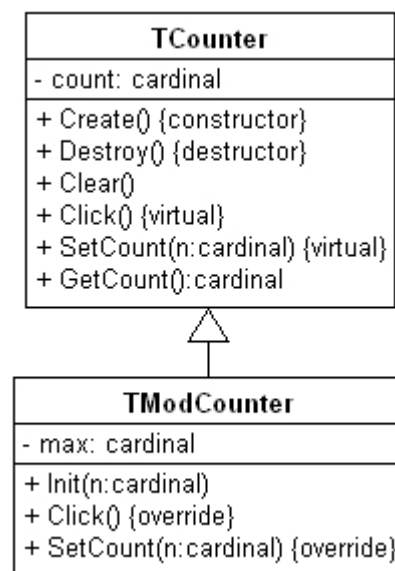 TCounter
- count: cardinal
+ Create() {constructor}
+ Destroy() {destructor}
+ Clear()
+ Click() {virtual}
+ SetCount(n:cardinal) {virtual}
+ GetCount():cardinal
TModCounter
- max: cardinal
+ Init(n:cardinal)
+ Click() {override}
+ SetCount(n:cardinal) {override}